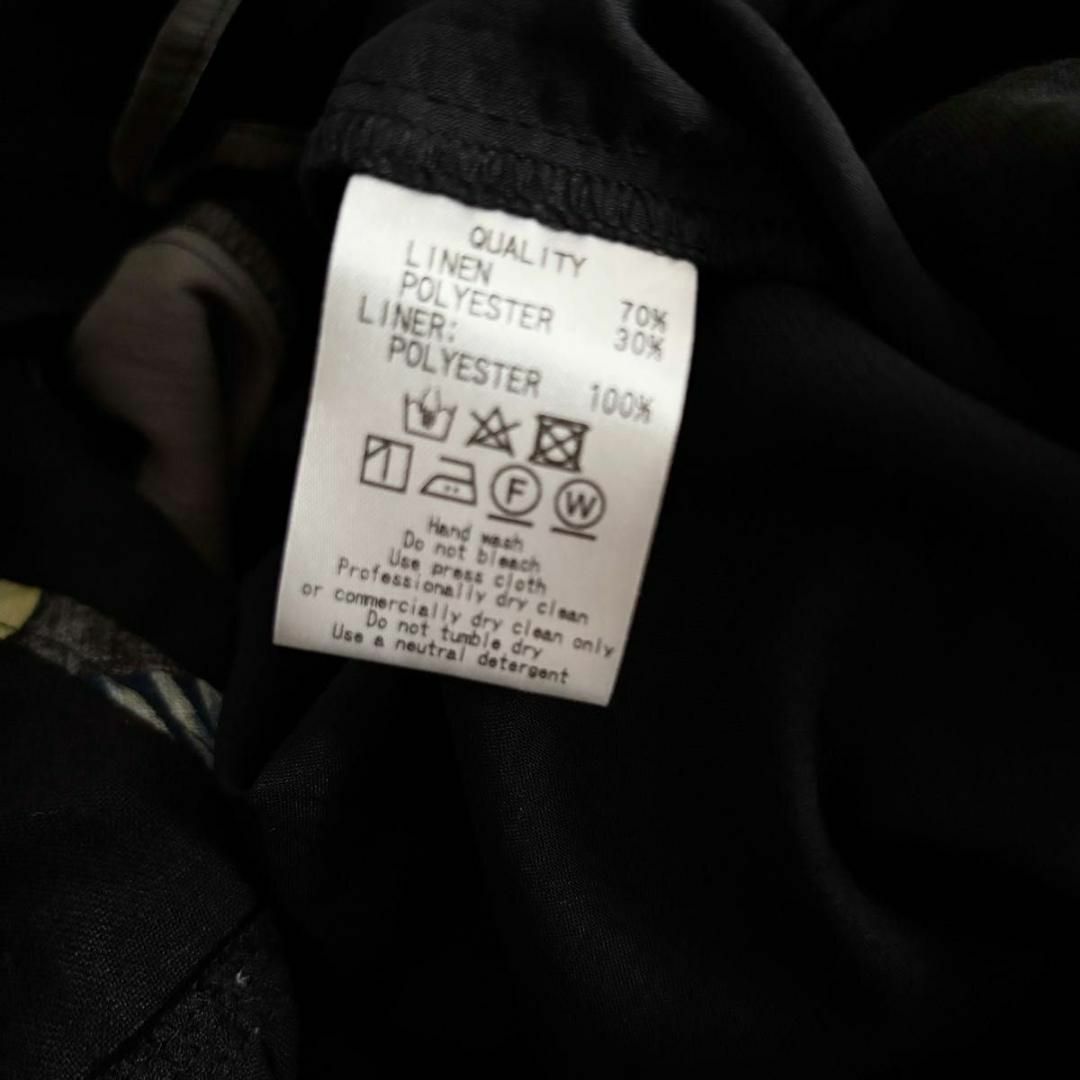 QUALITY
LINEN 70%
POLYESTER 30%
LINER:
POLYESTER 100%
F W
Hand wash
Do not bleach
Use press cloth
Professionally dry clean
or commercially dry clean only
Do not tumble dry
Use a neutral detergent